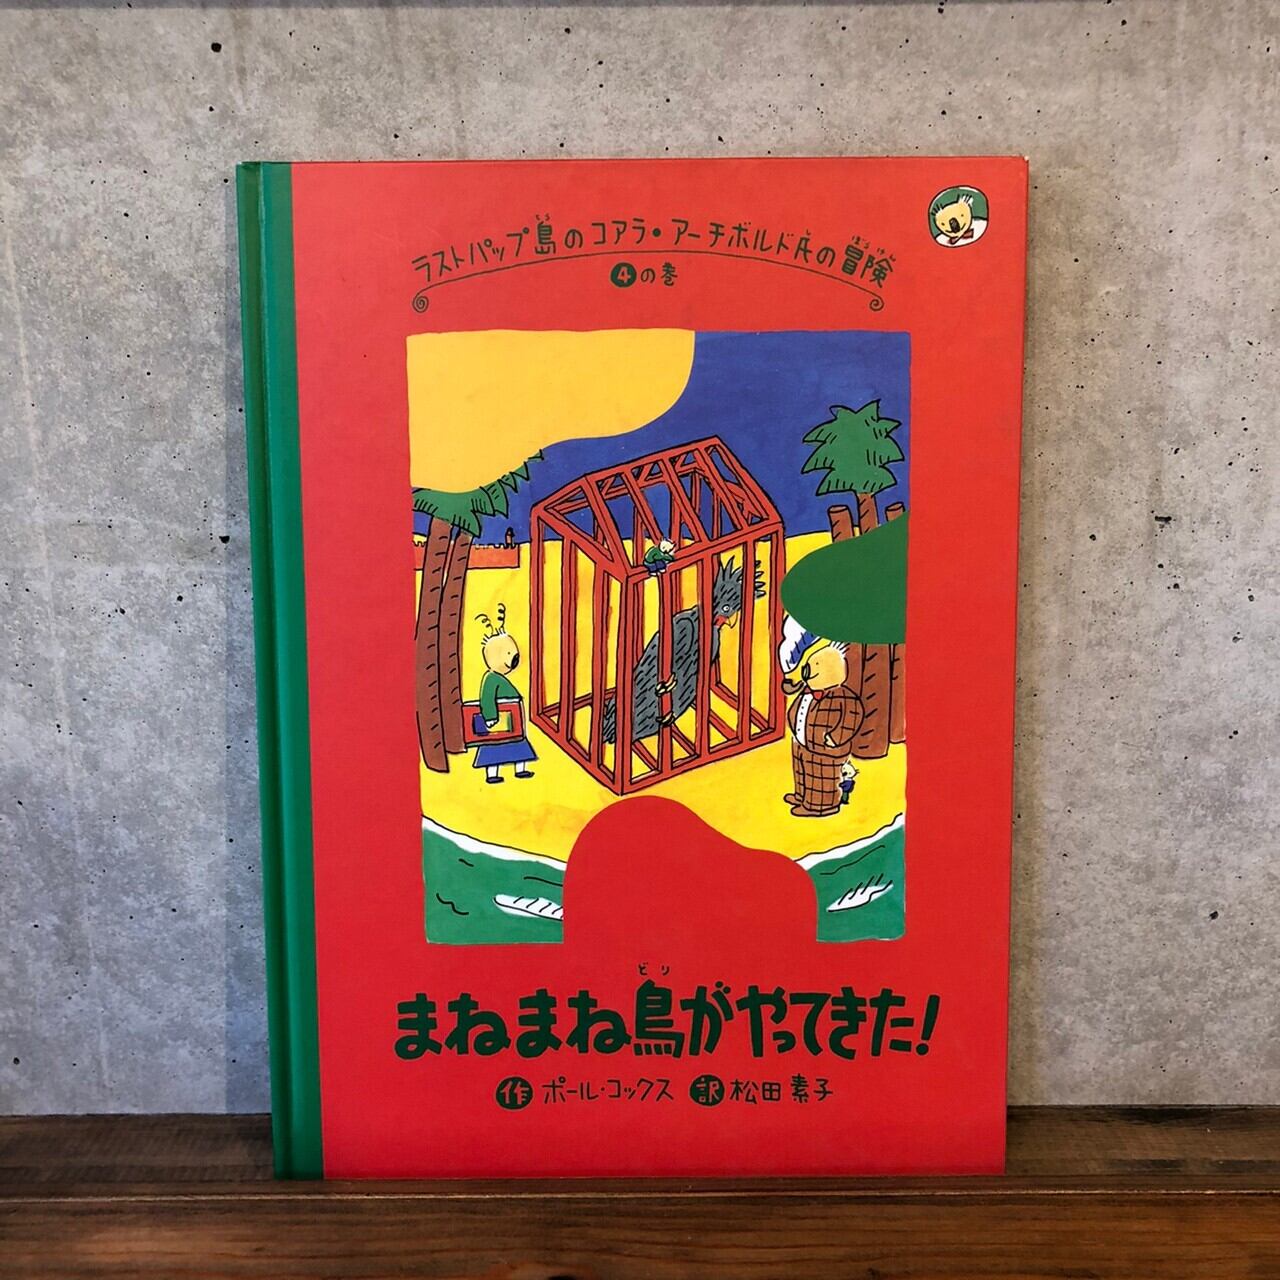 ラストパップ島のコアラ・アーチボルド氏の冒険
4の巻
まねまね鳥がやってきた!
作 ポール・コックス 訳 松田素子